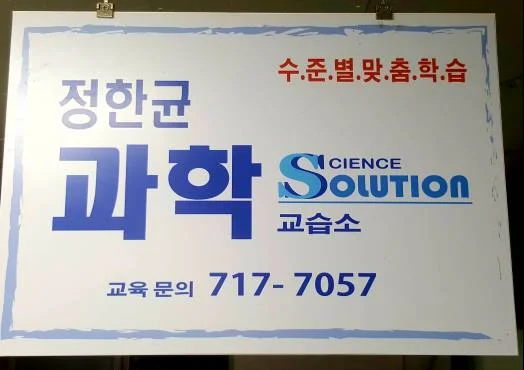 수.준.별.맞.춤.학.습
정한균
과학
SCIENCE
SOLUTION
교습소
교육 문의 717- 7057